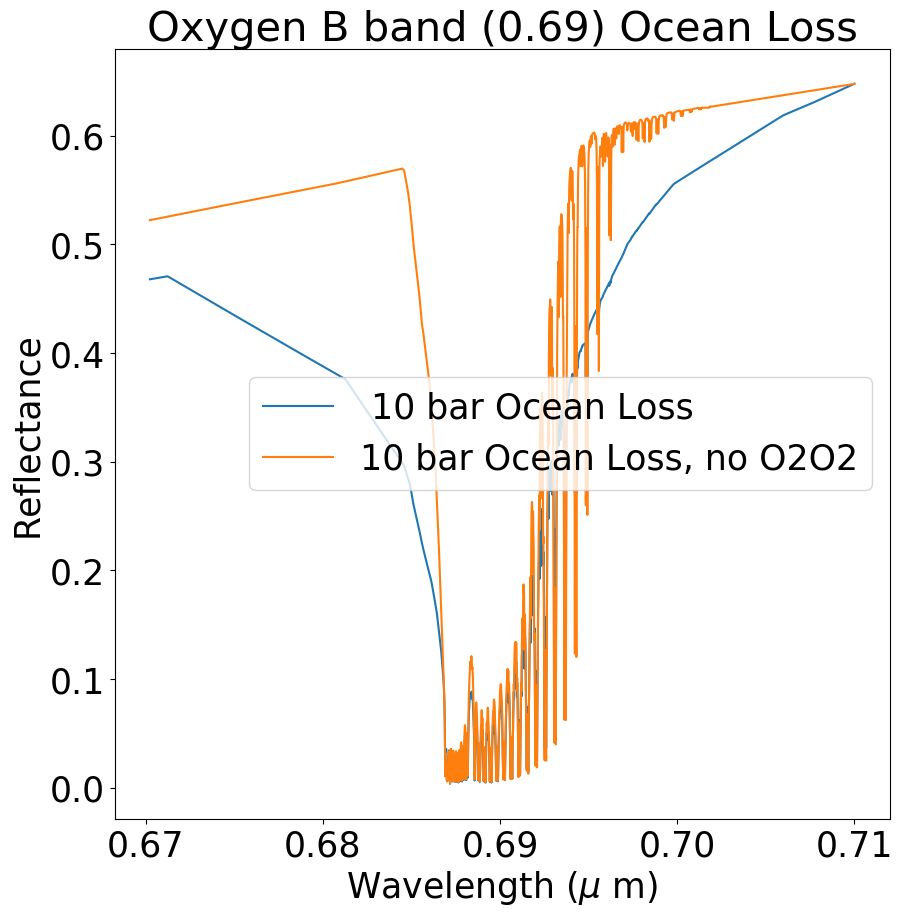 Oxygen B band (0.69) Ocean Loss
0.6
0.5
0.4
0.3
0.2
0.1
0.0
Reflectance
10 bar Ocean Loss
10 bar Ocean Loss, no O2O2
0.67 0.68 0.69 0.70 0.71
Wavelength (μ m)